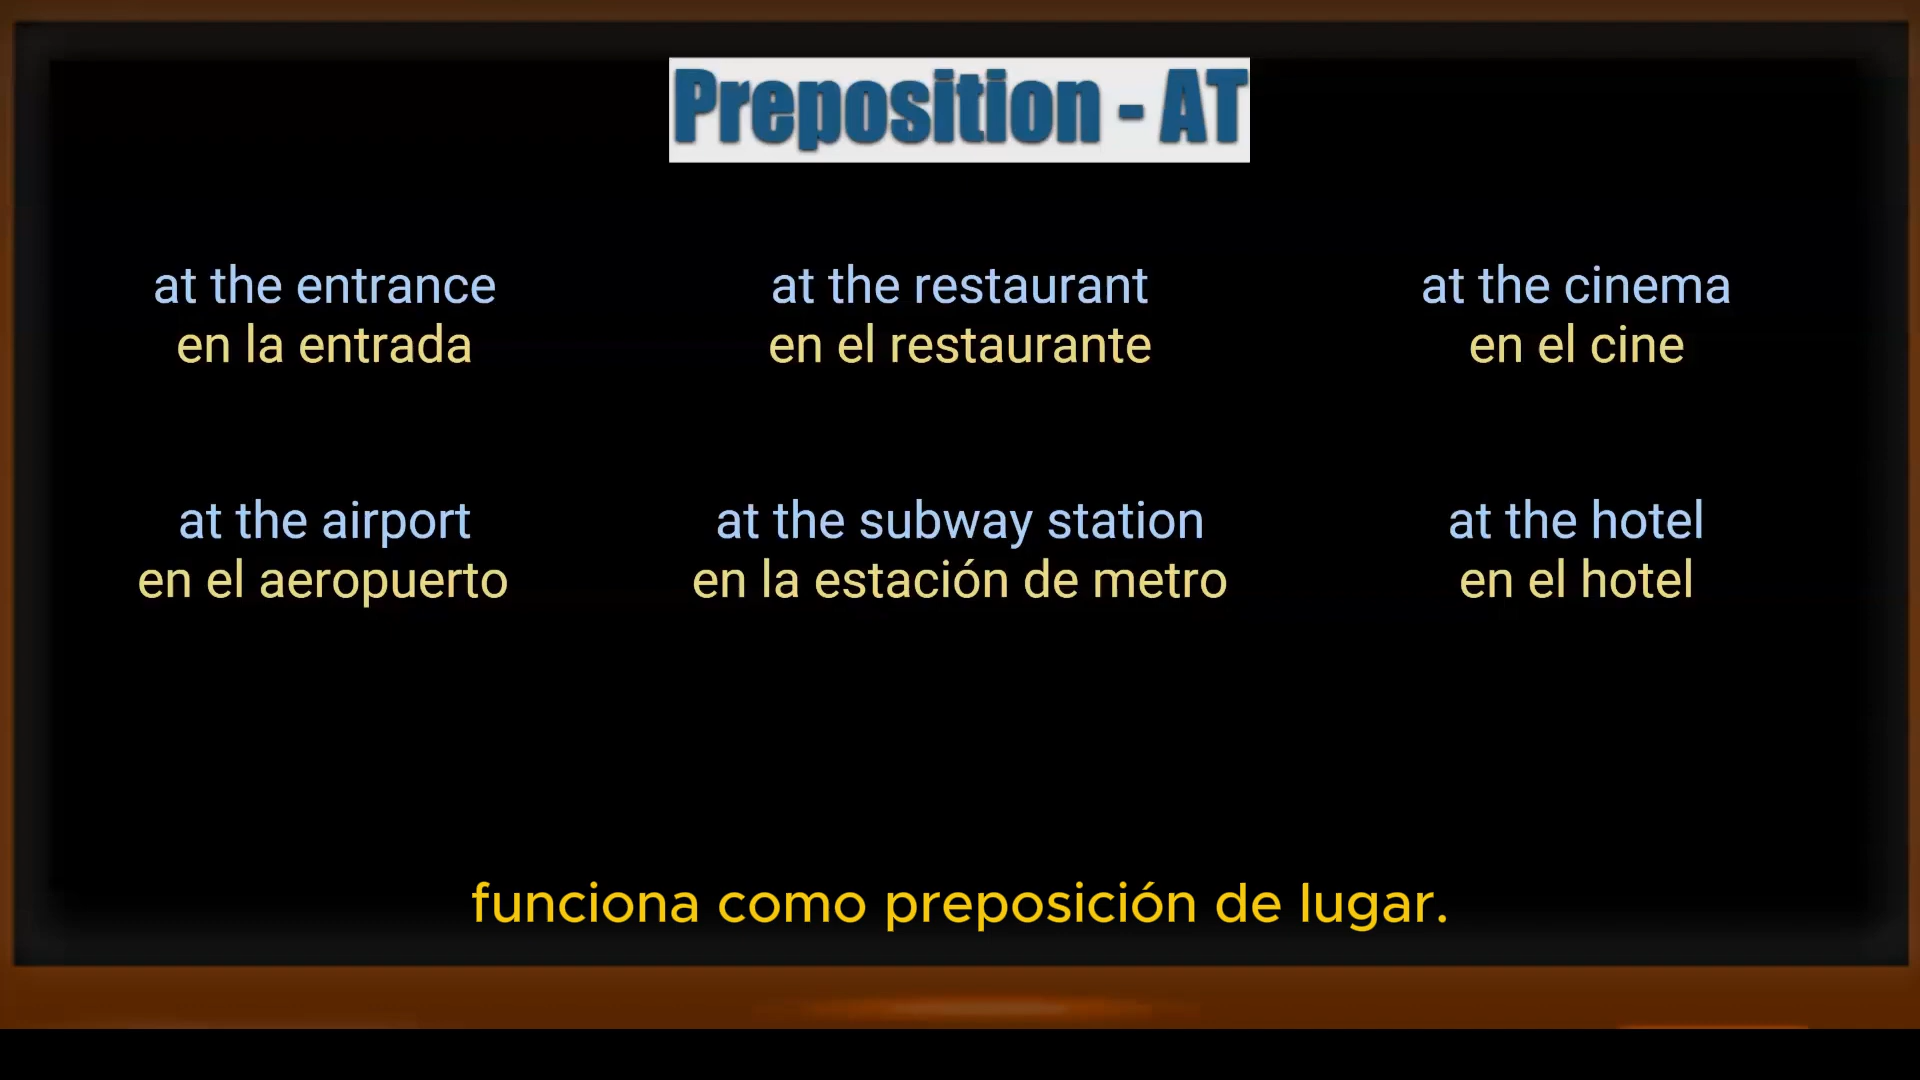 Preposition - AT
at the entrance
en la entrada
at the restaurant
en el restaurante
at the cinema
en el cine
at the airport
en el aeropuerto
at the subway station
en la estación de metro
at the hotel
en el hotel
funciona como preposición de lugar.